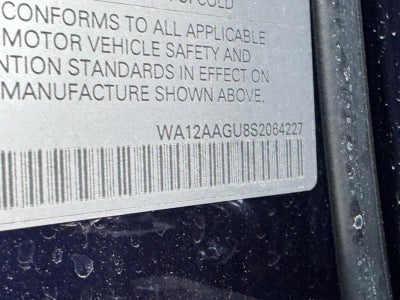 CONFORMS TO ALL APPLICABLE
MOTOR VEHICLE SAFETY AND
NTION STANDARDS IN EFFECT ON
MANUFACTURE SHOWN ABOVE.
WA12AAGU8S2064227